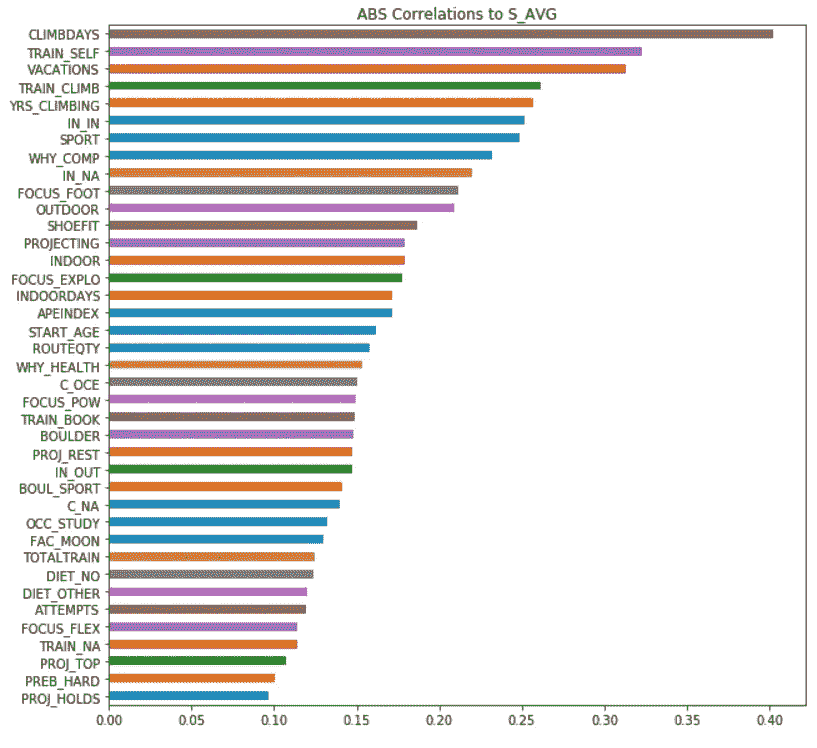 ABS Correlations to S_AVG
CLIMBDAYS
TRAIN_SELF
VACATIONS
TRAIN_CLIMB
YRS_CLIMBING
IN_IN
SPORT
WHY_COMP
IN_NA
FOCUS_FOOT
OUTDOOR
SHOEFIT
PROJECTING
INDOOR
FOCUS_EXPLO
INDOORDAYS
APEINDEX
START_AGE
ROUTEQTY
WHY_HEALTH
C_OCE
FOCUS_POW
TRAIN_BOOK
BOULDER
PROJ_REST
IN_OUT
BOUL_SPORT
C_NA
OCC_STUDY
FAC_MOON
TOTALTRAIN
DIET_NO
DIET_OTHER
ATTEMPTS
FOCUS_FLEX
TRAIN_NA
PROJ_TOP
PREB_HARD
PROJ_HOLDS
0.00 0.05 0.10 0.15 0.20 0.25 0.30 0.35 0.40